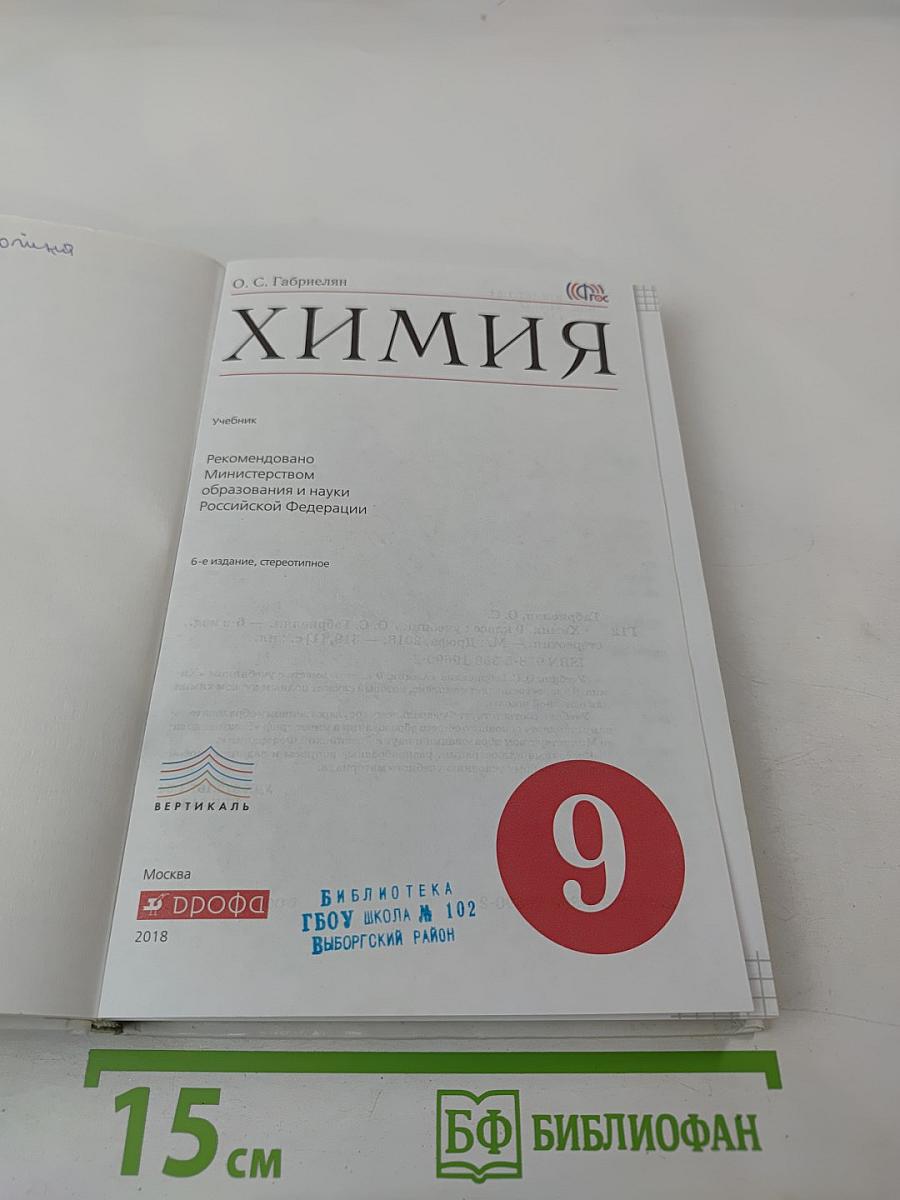 О. С. Габриелян
ФГОС
ХИМИЯ
Учебник
Рекомендовано
Министерством
образования и науки
Российской Федерации
6-е издание, стереотипное
ВЕРТИКАЛЬ
9
Москва
дрофа
2018
БИБЛИОТЕКА
ГБОУ ШКОЛА № 102
ВЫБОРГСКИЙ РАЙОН
15 см
БФ БИБЛИОФАН